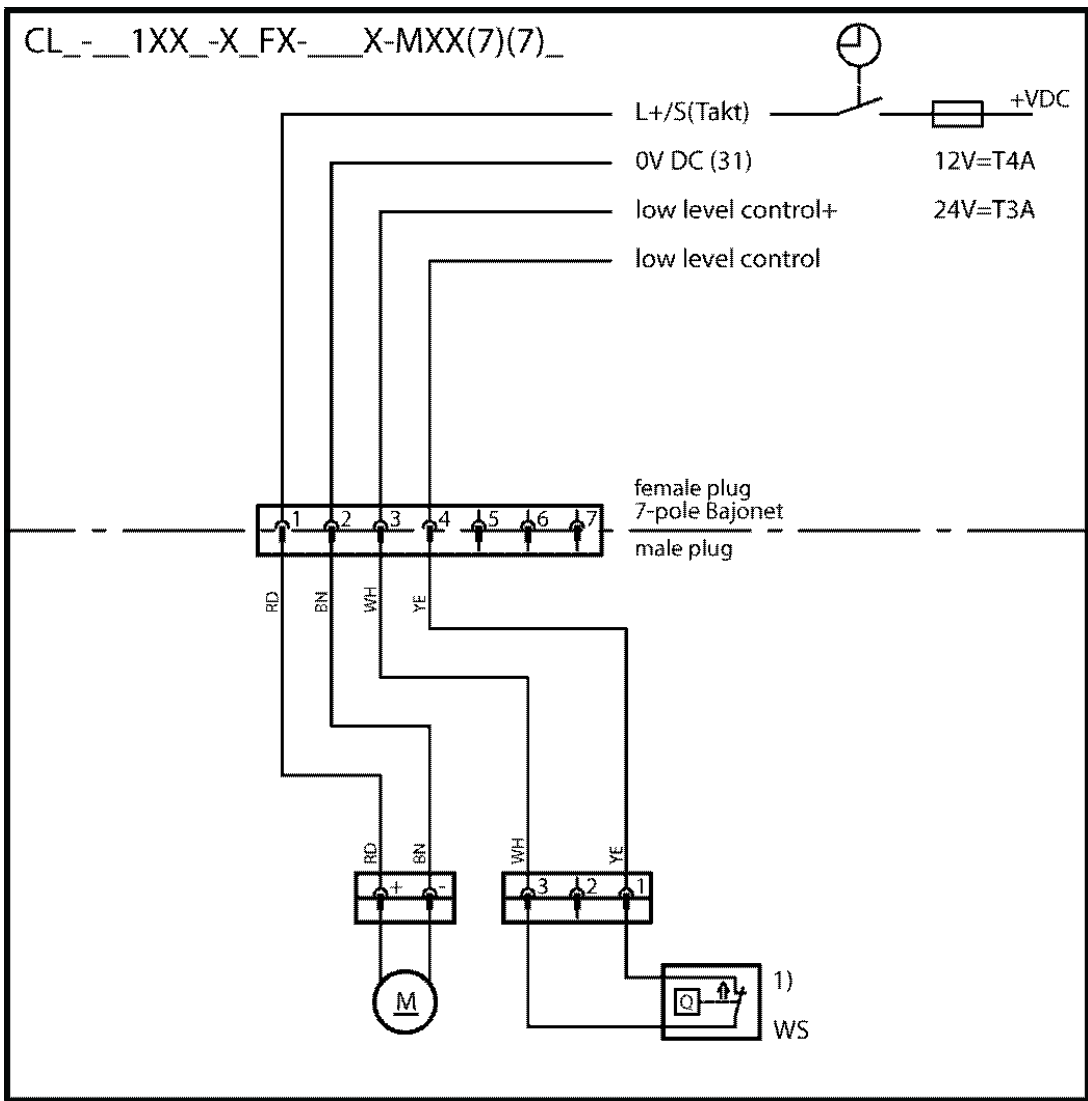 CL_-__1XX_-X_FX-___X-MXX(7)(7)_
+VDC
L+/S(Takt)
0V DC (31)
12V=T4A
low level control+
24V=T3A
low level control
female plug
7-pole Bajonet
male plug
1 2 3 4 5 6 7
RD BN WH YE
RD BN WH YE
+ - 3 2 1
M
Q
1)
WS